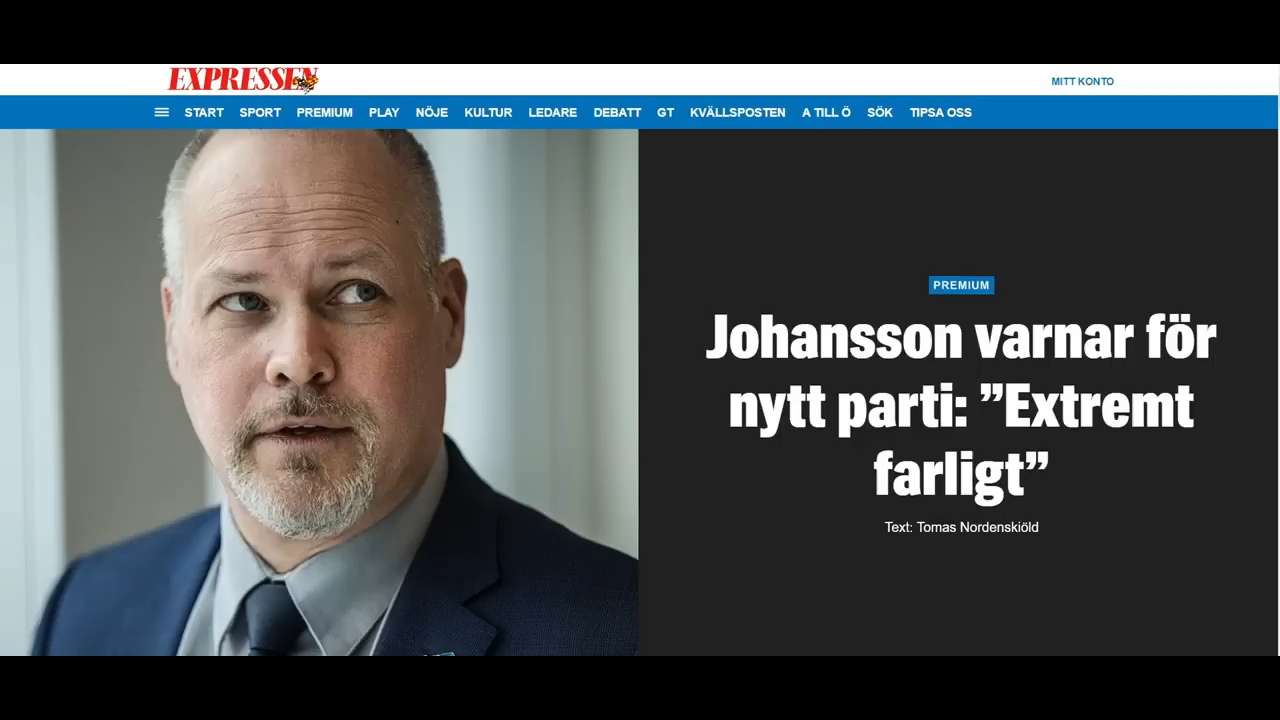 EXPRESSEN
MITT KONTO
START SPORT PREMIUM PLAY NÖJE KULTUR LEDARE DEBATT GT KVÄLLSPOSTEN A TILL Ö SÖK TIPSA OSS
PREMIUM
Johansson varnar för
nytt parti: ”Extremt
farligt”
Text: Tomas Nordenskiöld